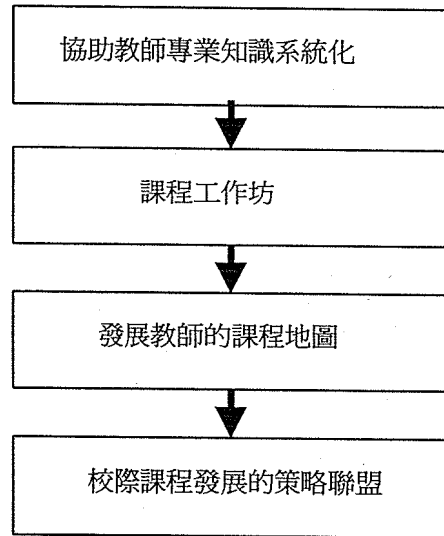 協助教師專業知識系統化
課程工作坊
發展教師的課程地圖
校際課程發展的策略聯盟